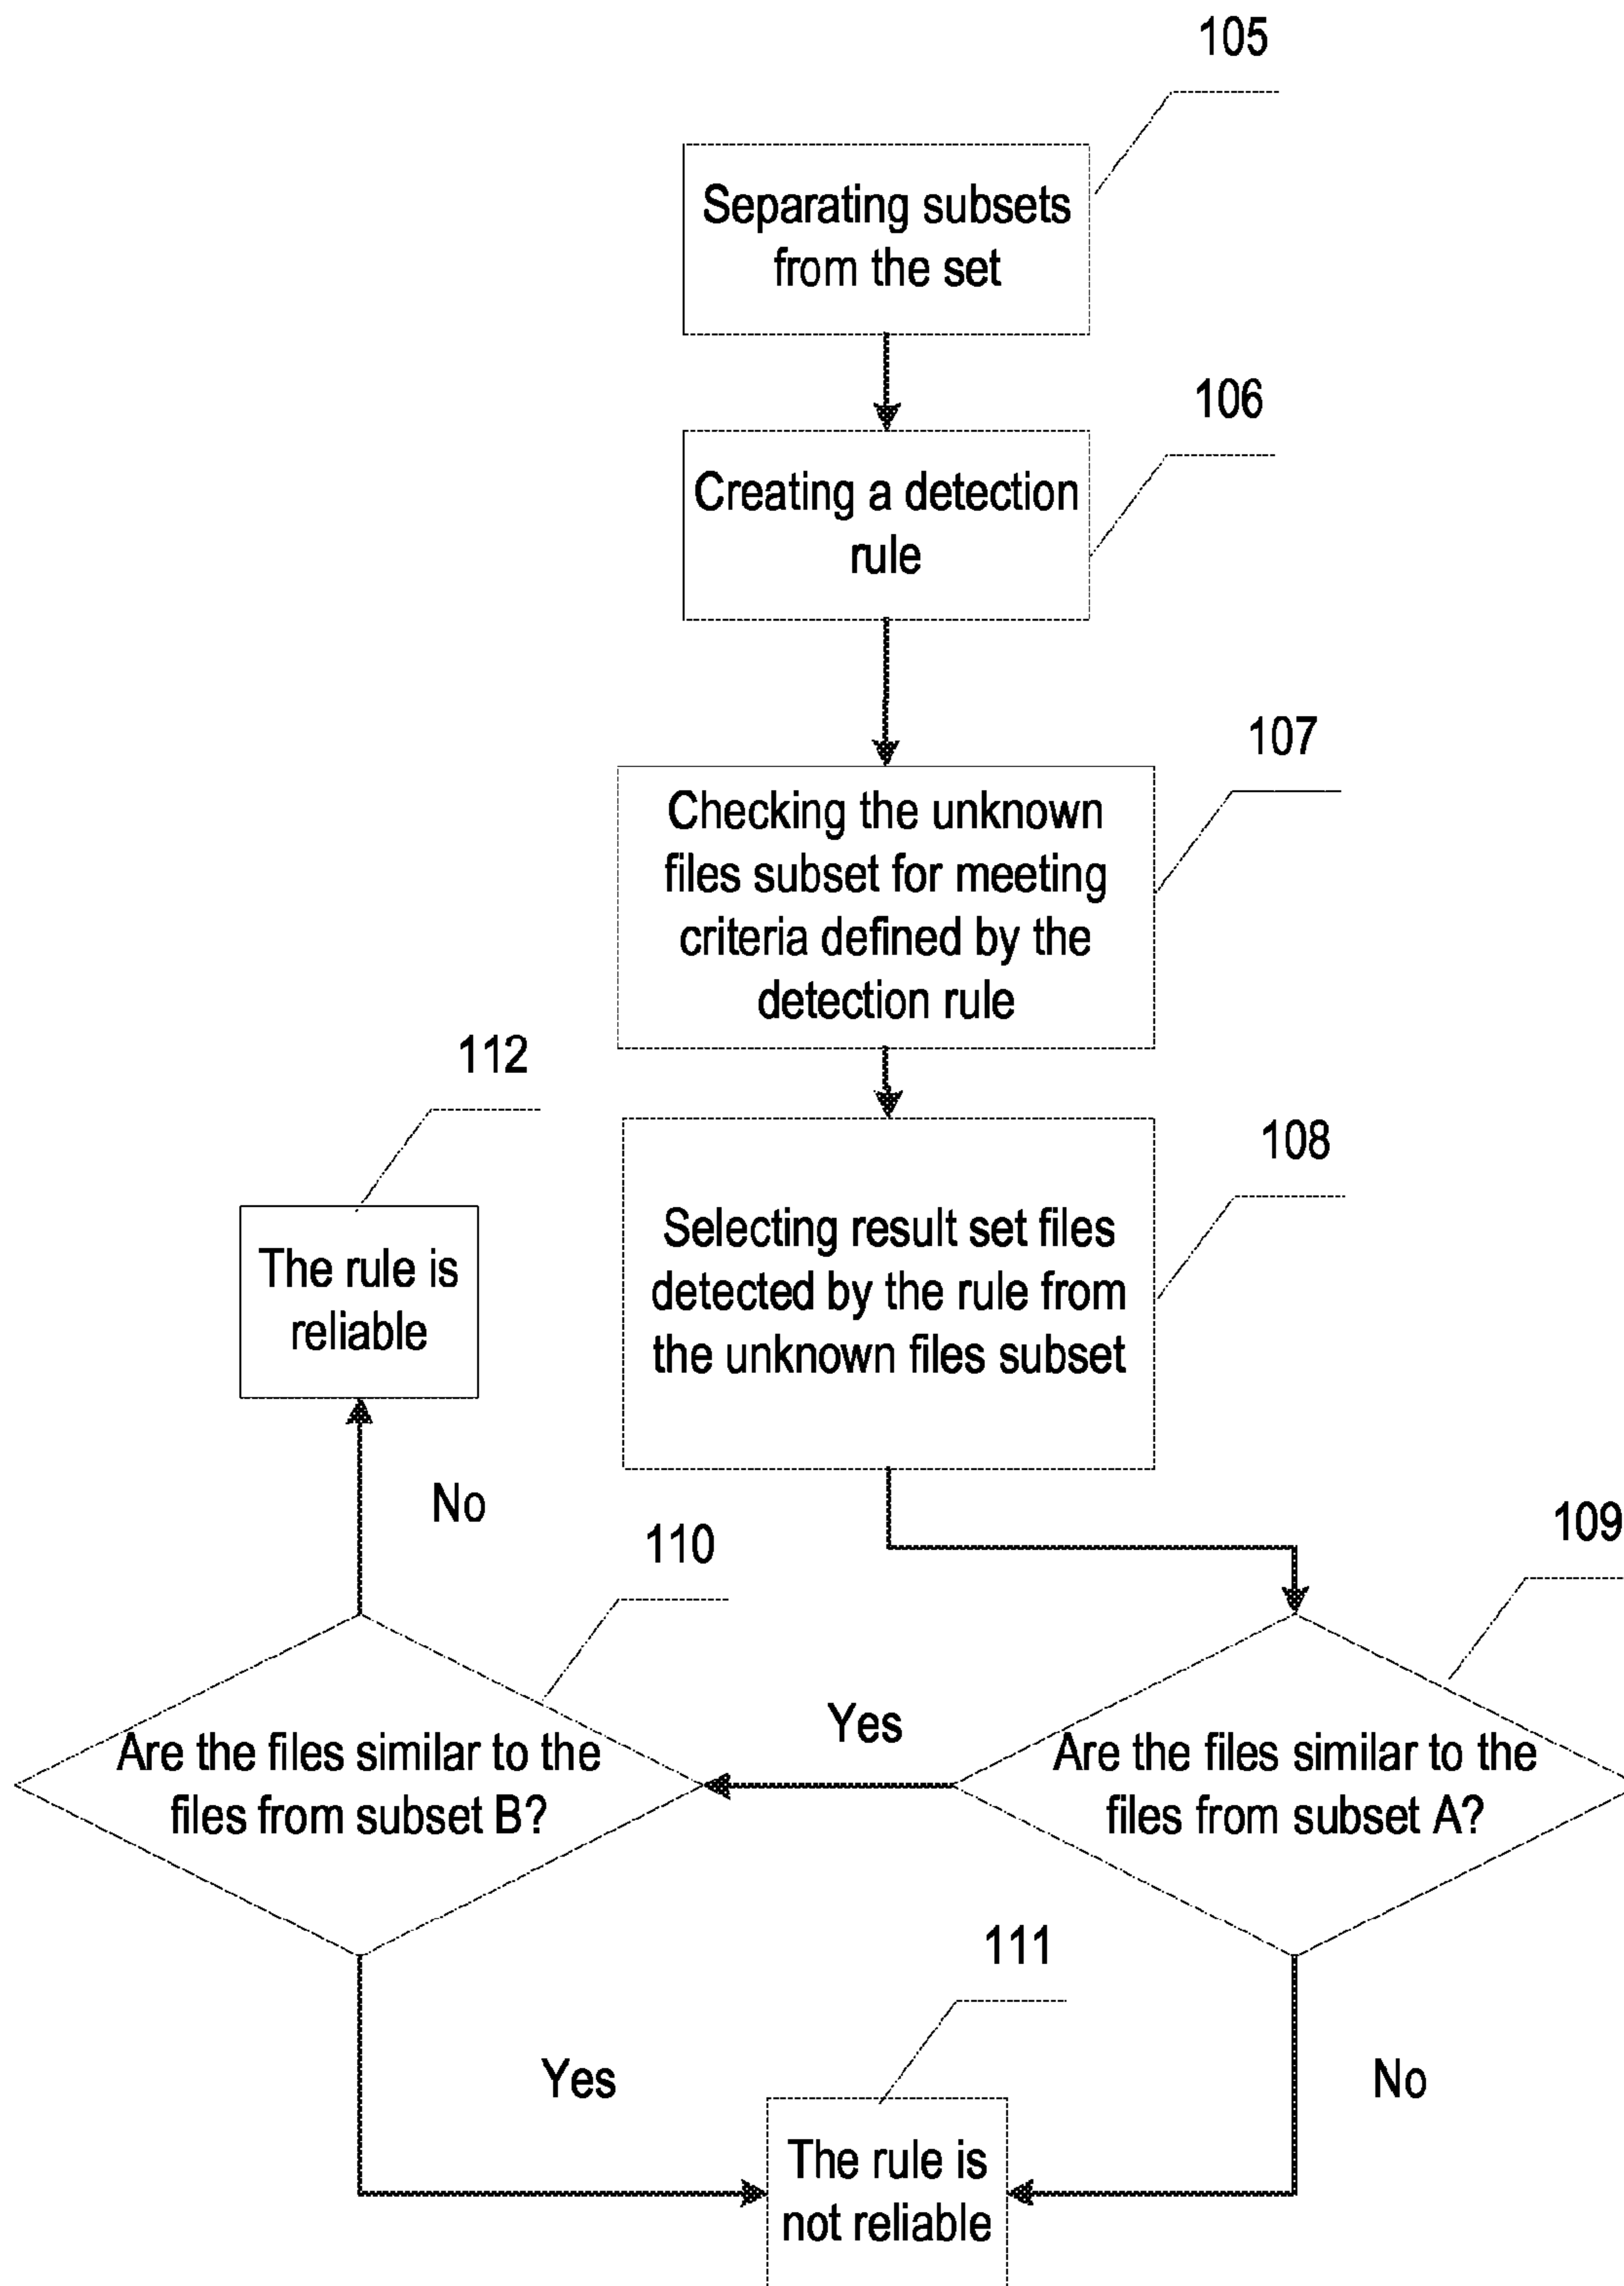 105
Separating subsets
from the set
106
Creating a detection
rule
107
Checking the unknown
files subset for meeting
criteria defined by the
detection rule
112
108
The rule is
reliable
Selecting result set files
detected by the rule from
the unknown files subset
No
110
109
Are the files similar to the
files from subset B?
Yes
Are the files similar to the
files from subset A?
111
Yes
No
The rule is
not reliable